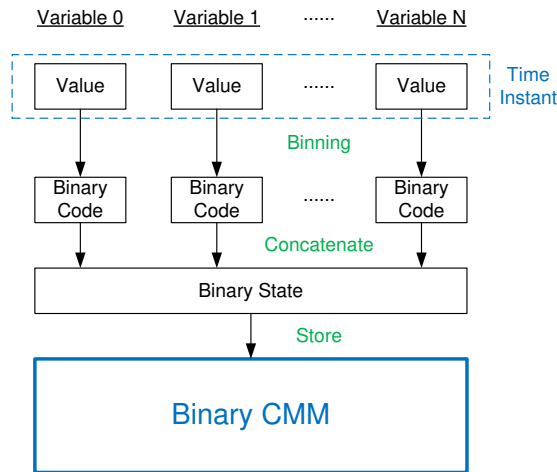 Variable 0 Variable 1 ...... Variable N
Value Value ...... Value
Time
Instant
Binning
Binary Binary ...... Binary
Code Code Code
Concatenate
Binary State
Store
Binary CMM